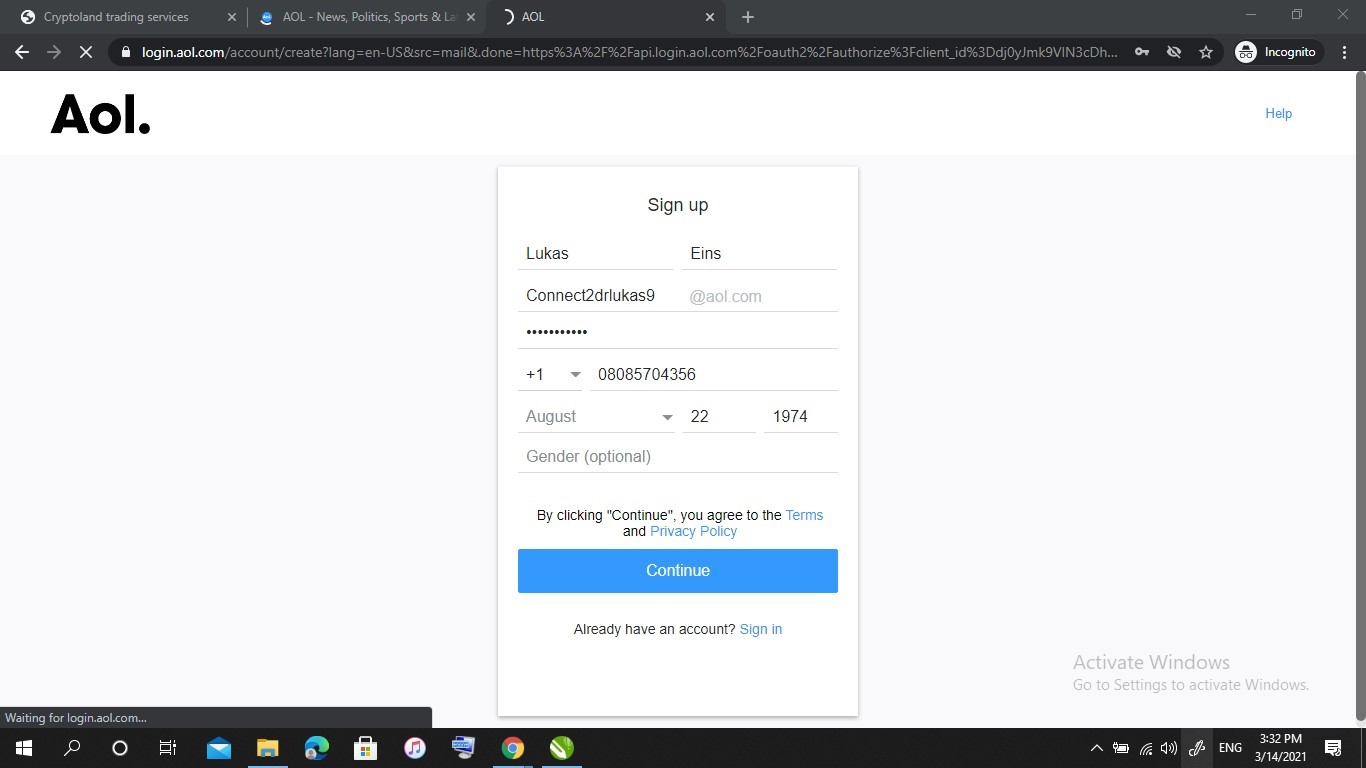 Cryptoland trading services
AOL - News, Politics, Sports & La
AOL
login.aol.com/account/create?lang=en-US&src=mail&.done=https%3A%2F%2Fapi.login.aol.com%2Foauth2%2Fauthorize%3Fclient_id%3Ddj0yJmk9VlN3cDh...
Incognito
Aol.
Help
Sign up
Lukas Eins
Connect2drlukas9 @aol.com
•••••••••••
+1 08085704356
August 22 1974
Gender (optional)
By clicking "Continue", you agree to the Terms
and Privacy Policy
Continue
Already have an account? Sign in
Activate Windows
Go to Settings to activate Windows.
Waiting for login.aol.com...
ENG
3:32 PM
3/14/2021